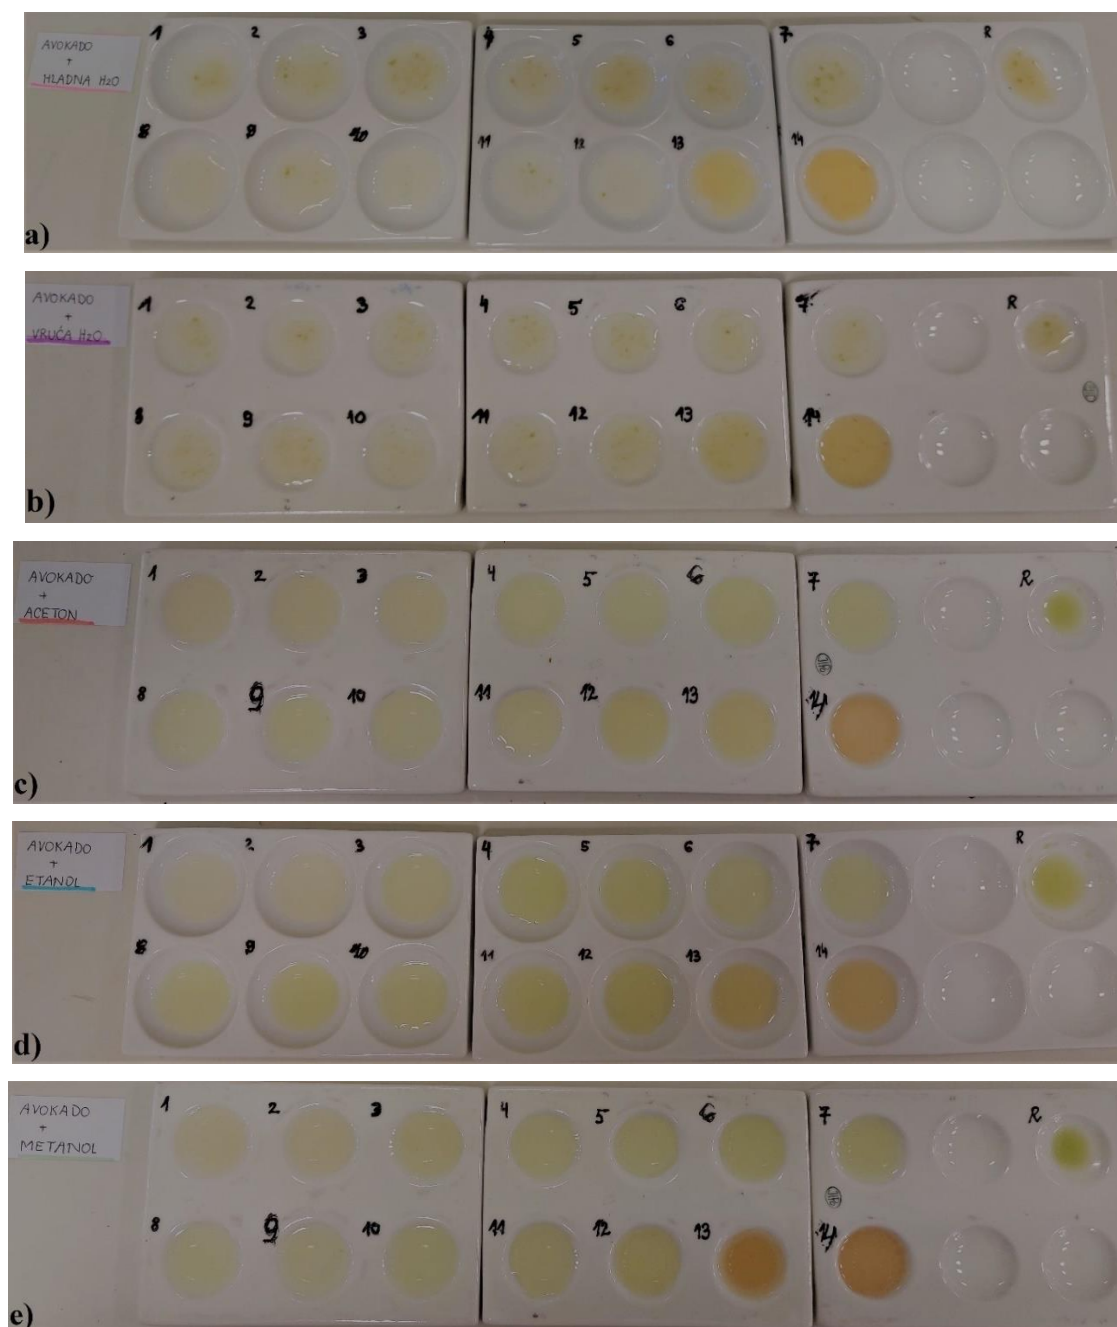 AVOKADO
+
HLADNA H2O
1 2 3 4 5 6 7 R
8 9 10 11 12 13 14
a)
AVOKADO
+
VRUĆA H2O
1 2 3 4 5 6 7 R
8 9 10 11 12 13 14
b)
AVOKADO
+
ACETON
1 2 3 4 5 6 7 R
8 9 10 11 12 13 14
c)
AVOKADO
+
ETANOL
1 2 3 4 5 6 7 R
8 9 10 11 12 13 14
d)
AVOKADO
+
METANOL
1 2 3 4 5 6 7 R
8 9 10 11 12 13 14
e)